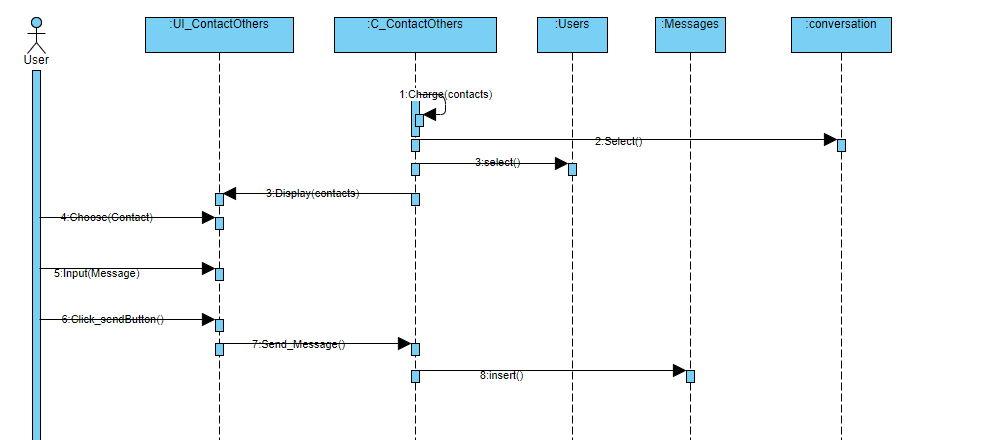 :UI_ContactOthers
:C_ContactOthers
:Users
:Messages
:conversation
User
1:Charge(contacts)
2:Select()
3:select()
3:Display(contacts)
4:Choose(Contact)
5:Input(Message)
6:Click_sendButton()
7:Send_Message()
8:insert()